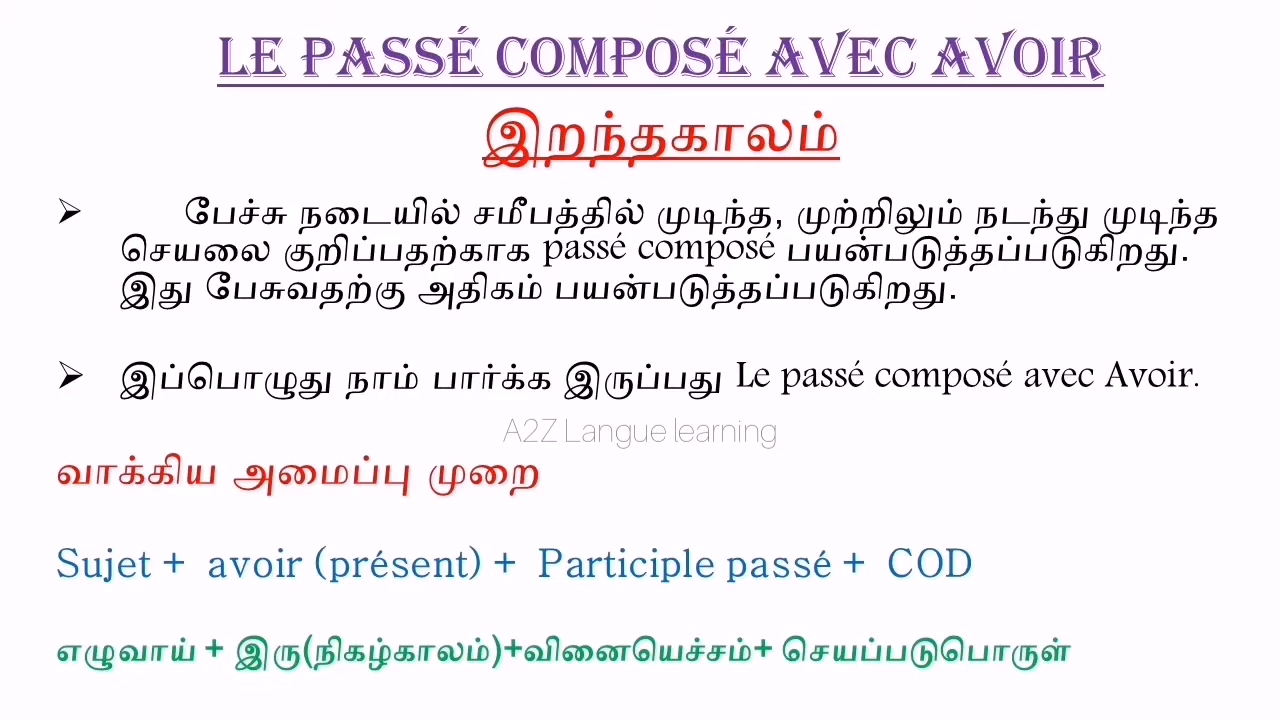 LE PASSÉ COMPOSÉ AVEC AVOIR
இறந்தகாலம்
➢ பேச்சு நடையில் சமீபத்தில் முடிந்த, முற்றிலும் நடந்து முடிந்த
செயலை குறிப்பதற்காக passé composé பயன்படுத்தப்படுகிறது.
இது பேசுவதற்கு அதிகம் பயன்படுத்தப்படுகிறது.
➢ இப்பொழுது நாம் பார்க்க இருப்பது Le passé composé avec Avoir.
A2Z Langue learning
வாக்கிய அமைப்பு முறை
Sujet + avoir (présent) + Participle passé + COD
எழுவாய் + இரு(நிகழ்காலம்)+வினையெச்சம்+ செயப்படுபொருள்